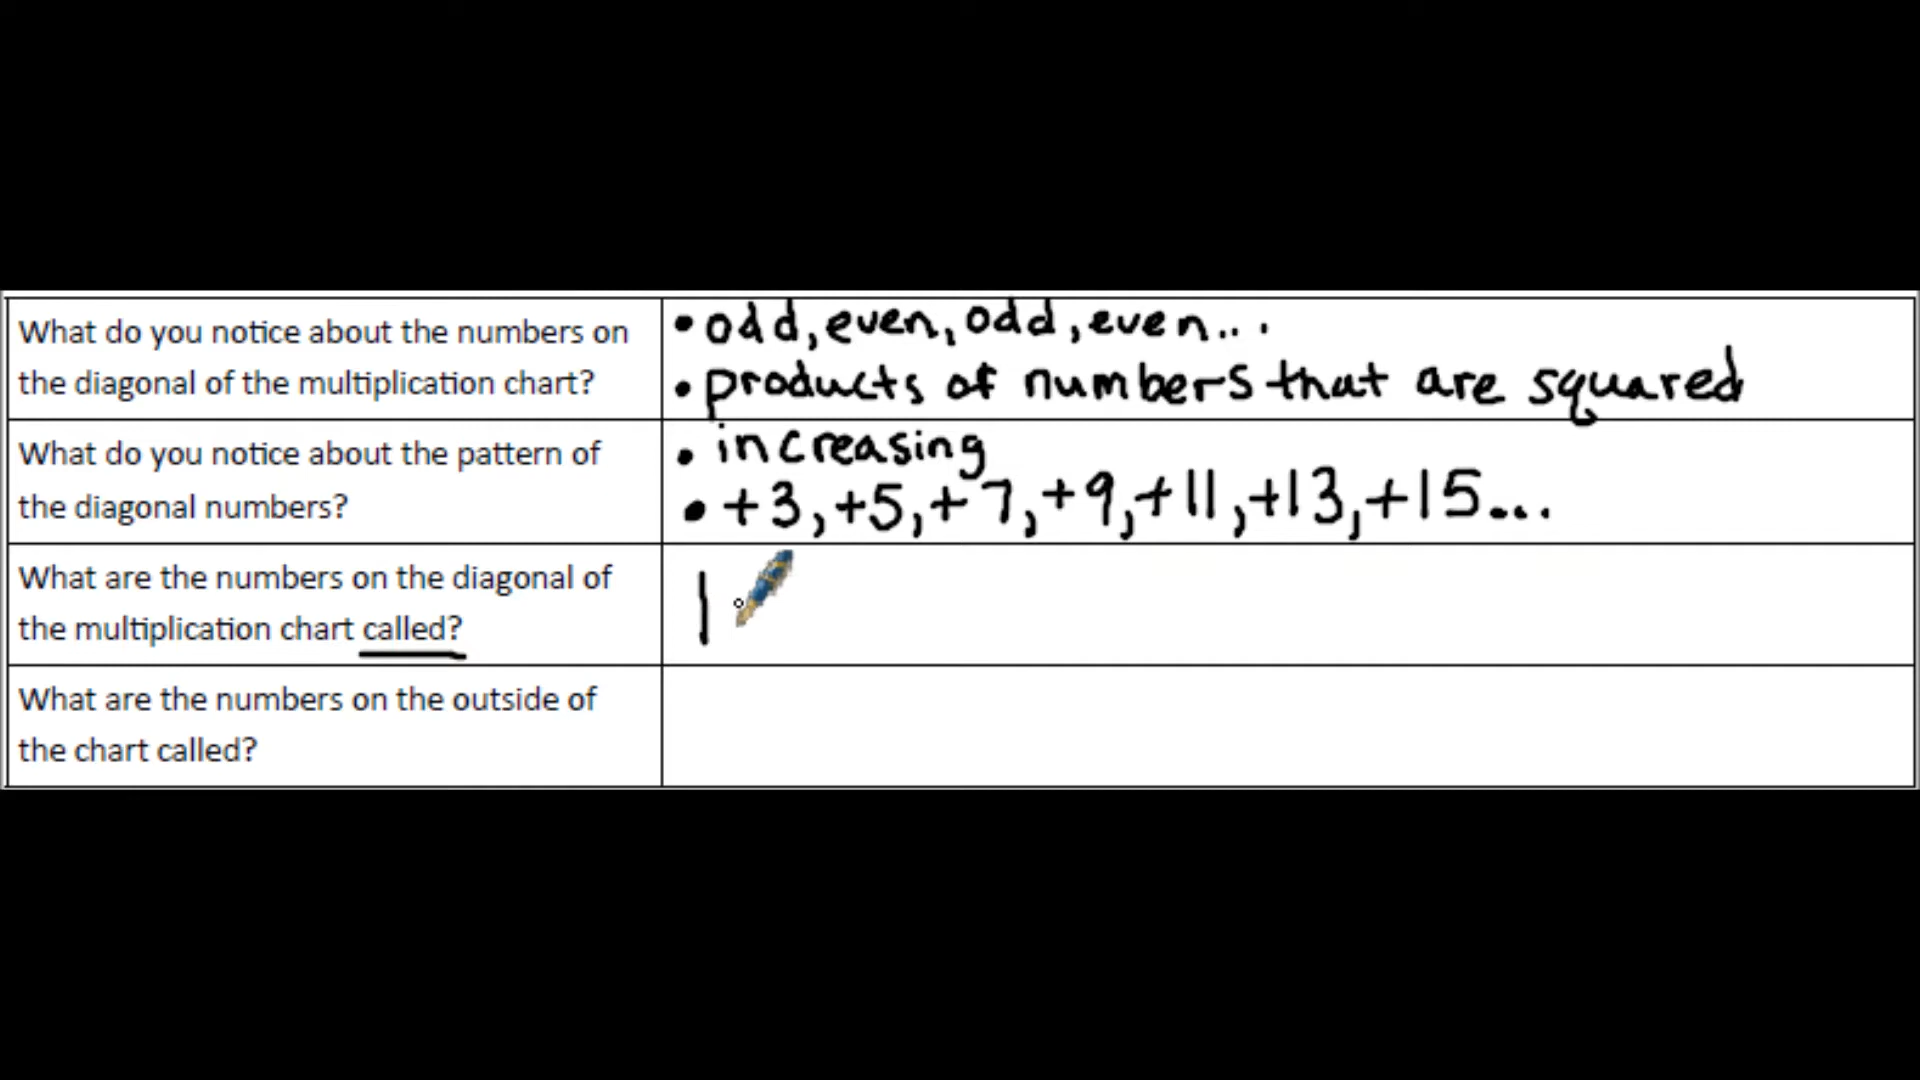 What do you notice about the numbers on
the diagonal of the multiplication chart?
• odd, even, odd, even...
• products of numbers that are squared
What do you notice about the pattern of
the diagonal numbers?
• increasing
• +3, +5, +7, +9, +11, +13, +15...
What are the numbers on the diagonal of
the multiplication chart called?
What are the numbers on the outside of
the chart called?